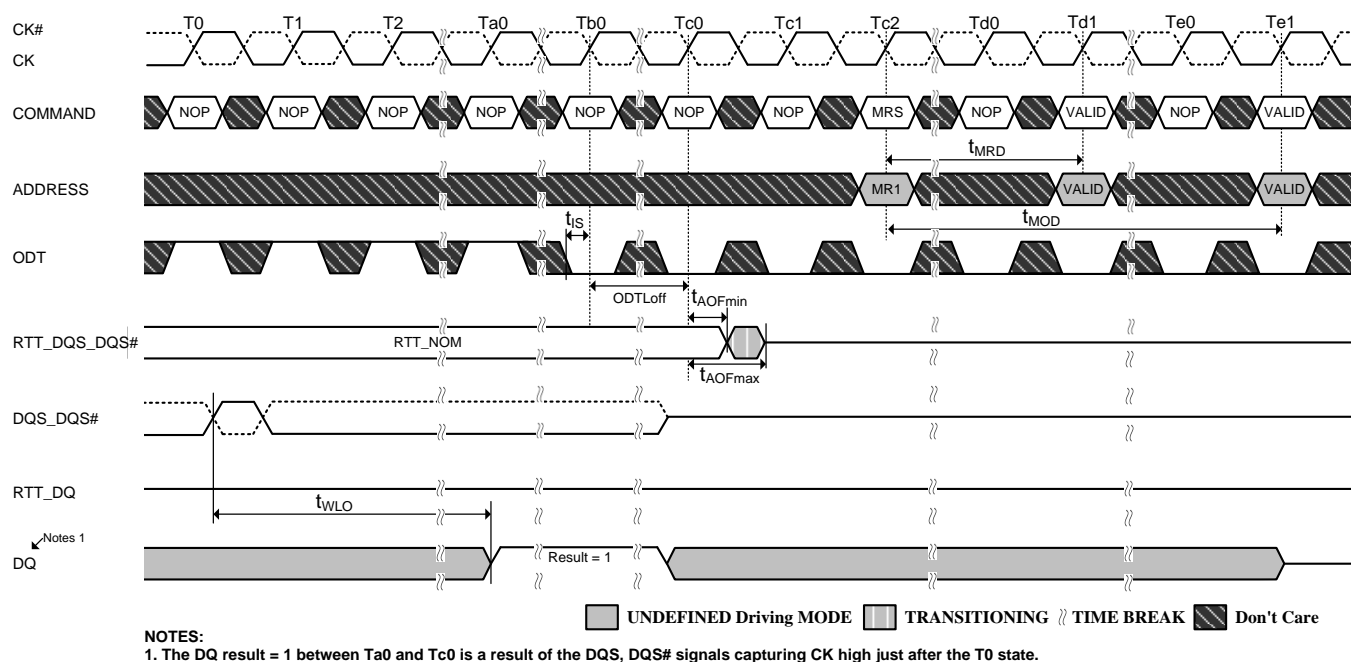 T0 T1 T2 Ta0 Tb0 Tc0 Tc1 Tc2 Td0 Td1 Te0 Te1
CK#
CK
COMMAND NOP NOP NOP NOP NOP NOP NOP MRS NOP VALID NOP VALID
tMRD
ADDRESS MR1 VALID VALID
tIS tMOD
ODT
ODTLoff tAOFmin
RTT_DQS_DQS# RTT_NOM
tAOFmax
DQS_DQS#
RTT_DQ
tWLO
Notes 1
DQ Result = 1
UNDEFINED Driving MODE TRANSITIONING TIME BREAK Don't Care
NOTES:
1. The DQ result = 1 between Ta0 and Tc0 is a result of the DQS, DQS# signals capturing CK high just after the T0 state.